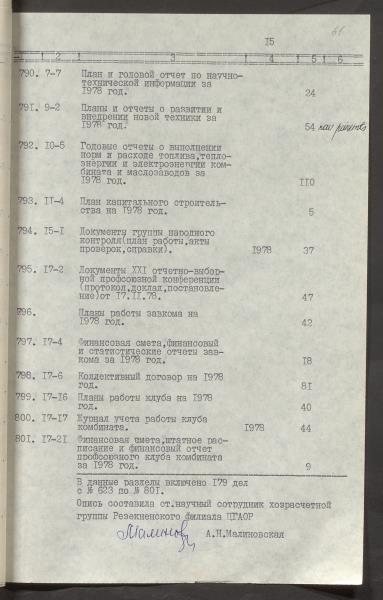 15
1 2 3 4 5 6
790. 7-7 План и годовой отчет по научно-
технической информации за
1978 год. 24
791. 9-2 Планы и отчеты о развитии и
внедрении новой техники за
1978 год. 54
792. 10-5 Годовые отчеты о выполнении
норм и расходе топлива,тепло-
энергии и электроэнергии ком-
бината и маслозаводов за
1978 год. 110
793. 11-4 План капитального строитель-
ства на 1978 год. 5
794. 15-1 Документы группы народного
контроля(план работы,акты
проверок,справки). 1978 37
795. 17-2 Документы XXI отчетно-выбор-
ной профсоюзной конференции
(протокол,доклад,постановле-
ние)от 17.11.78. 47
796. Планы работы завкома на
1978 год. 42
797. 17-4 Финансовая смета,финансовый
и статистические отчеты зав-
кома за 1978 год. 18
798. 17-6 Коллективный договор на 1978
год. 81
799. 17-16 Планы работы клуба на 1978
год. 40
800. 17-17 Журнал учета работы клуба
комбината. 1978 44
801. 17-21 Финансовая смета,штатное рас-
писание и финансовый отчет
профсоюзного клуба комбината
за 1978 год. 9
В данные разделы включено 179 дел
с № 623 по № 801.
Опись составила ст.научный сотрудник хозрасчетной
группы Резекненского филиала ЦГАОР
А.Н.Малиновская